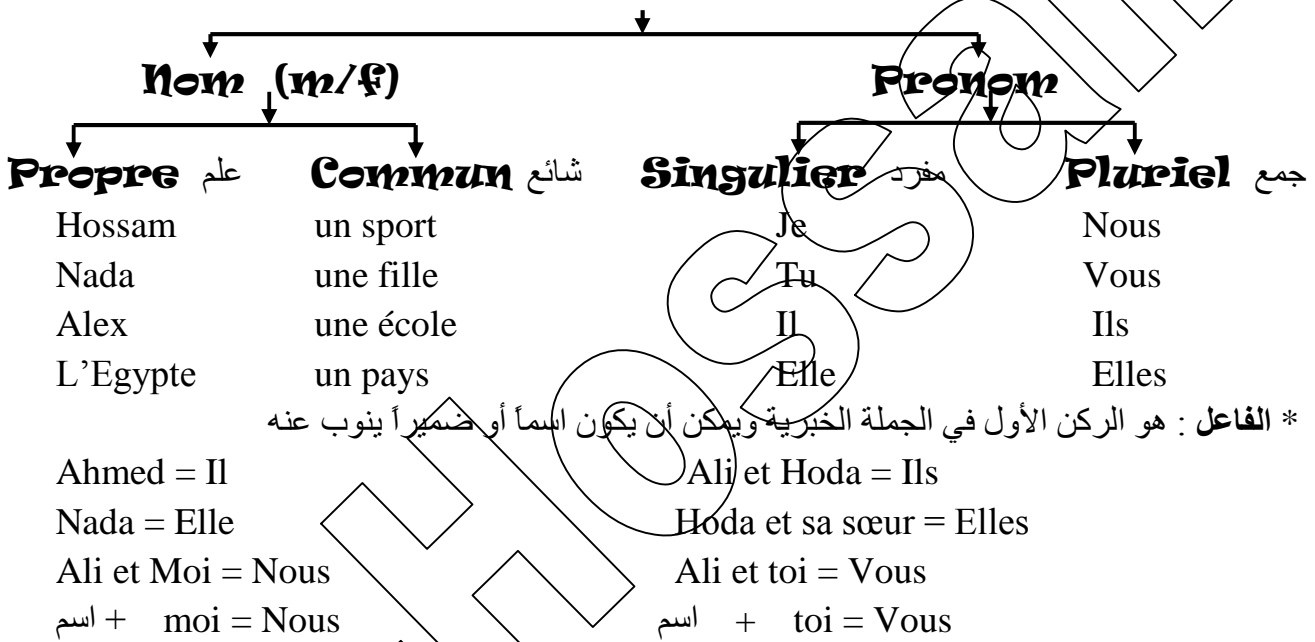 Nom (m/f) Pronom
Propre علم Commun شائع Singulier مفرد Pluriel جمع
Hossam un sport Je Nous
Nada une fille Tu Vous
Alex une école Il Ils
L’Egypte un pays Elle Elles
* الفاعل : هو الركن الأول في الجملة الخبرية ويمكن أن يكون اسماً أو ضميراً ينوب عنه
Ahmed = Il Ali et Hoda = Ils
Nada = Elle Hoda et sa sœur = Elles
Ali et Moi = Nous Ali et toi = Vous
اسم + moi = Nous اسم + toi = Vous